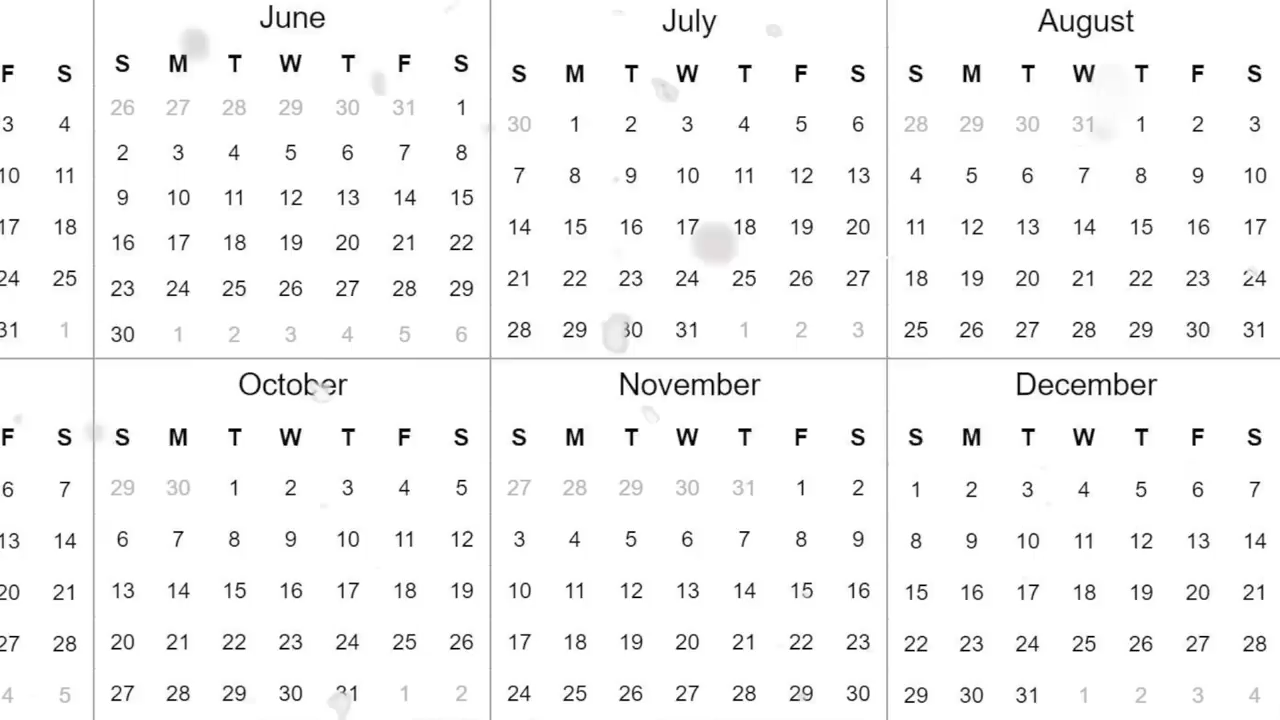 F S
3 4
10 11
17 18
24 25
31 1
June
S M T W T F S
26 27 28 29 30 31 1
2 3 4 5 6 7 8
9 10 11 12 13 14 15
16 17 18 19 20 21 22
23 24 25 26 27 28 29
30 1 2 3 4 5 6
July
S M T W T F S
30 1 2 3 4 5 6
7 8 9 10 11 12 13
14 15 16 17 18 19 20
21 22 23 24 25 26 27
28 29 30 31 1 2 3
August
S M T W T F S
28 29 30 31 1 2 3
4 5 6 7 8 9 10
11 12 13 14 15 16 17
18 19 20 21 22 23 24
25 26 27 28 29 30 31
F S
6 7
13 14
20 21
27 28
4 5
October
S M T W T F S
29 30 1 2 3 4 5
6 7 8 9 10 11 12
13 14 15 16 17 18 19
20 21 22 23 24 25 26
27 28 29 30 31 1 2
November
S M T W T F S
27 28 29 30 31 1 2
3 4 5 6 7 8 9
10 11 12 13 14 15 16
17 18 19 20 21 22 23
24 25 26 27 28 29 30
December
S M T W T F S
1 2 3 4 5 6 7
8 9 10 11 12 13 14
15 16 17 18 19 20 21
22 23 24 25 26 27 28
29 30 31 1 2 3 4